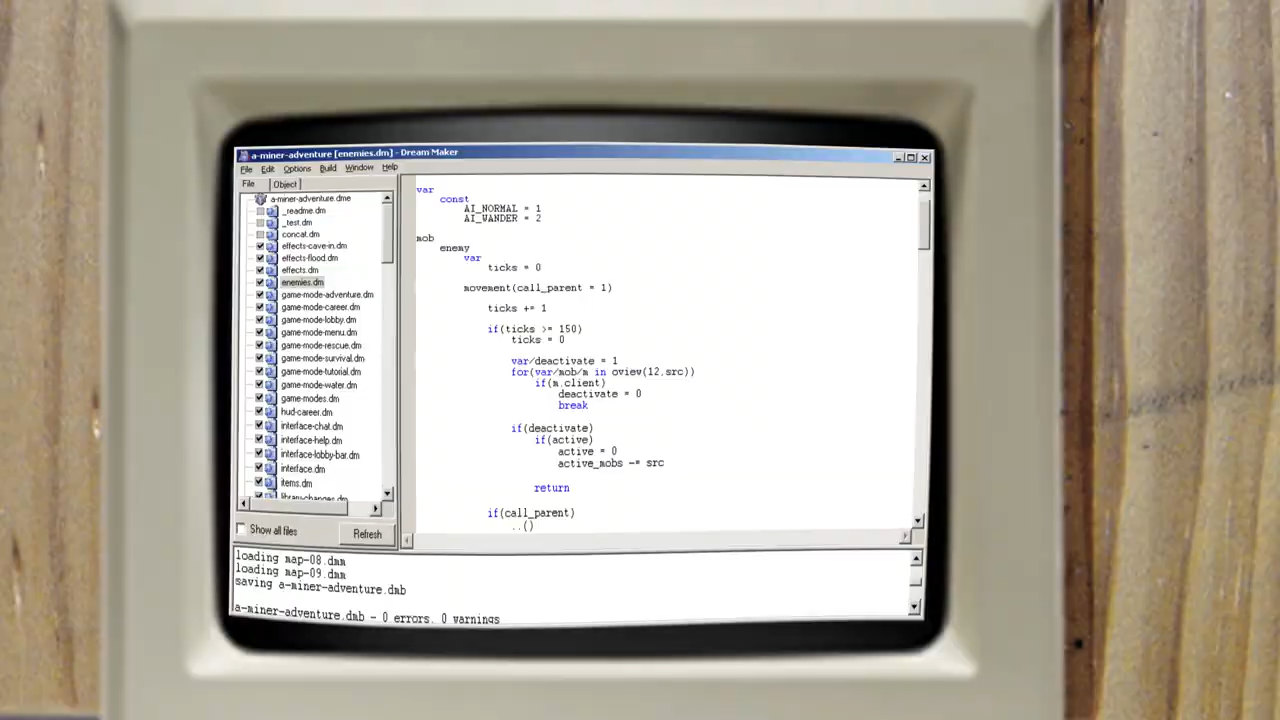 a-miner-adventure [enemies.dm] - Dream Maker
File Edit Options Build Window Help
File Object
a-miner-adventure.dme
_readme.dm
_test.dm
concat.dm
effects-cave-in.dm
effects-flood.dm
effects.dm
enemies.dm
game-mode-adventure.dm
game-mode-career.dm
game-mode-lobby.dm
game-mode-menu.dm
game-mode-rescue.dm
game-mode-survival.dm
game-mode-tutorial.dm
game-mode-water.dm
game-modes.dm
hud-career.dm
interface-chat.dm
interface-help.dm
interface-lobby-bar.dm
interface.dm
items.dm
library-changes.dm
Show all files
Refresh
var
const
AI_NORMAL = 1
AI_WANDER = 2
mob
enemy
var
ticks = 0
movement(call_parent = 1)
ticks += 1
if(ticks >= 150)
ticks = 0
var/deactivate = 1
for(var/mob/m in oview(12,src))
if(m.client)
deactivate = 0
break
if(deactivate)
if(active)
active = 0
active_mobs -= src
return
if(call_parent)
..()
loading map-08.dmm
loading map-09.dmm
saving a-miner-adventure.dmb
a-miner-adventure.dmb - 0 errors, 0 warnings